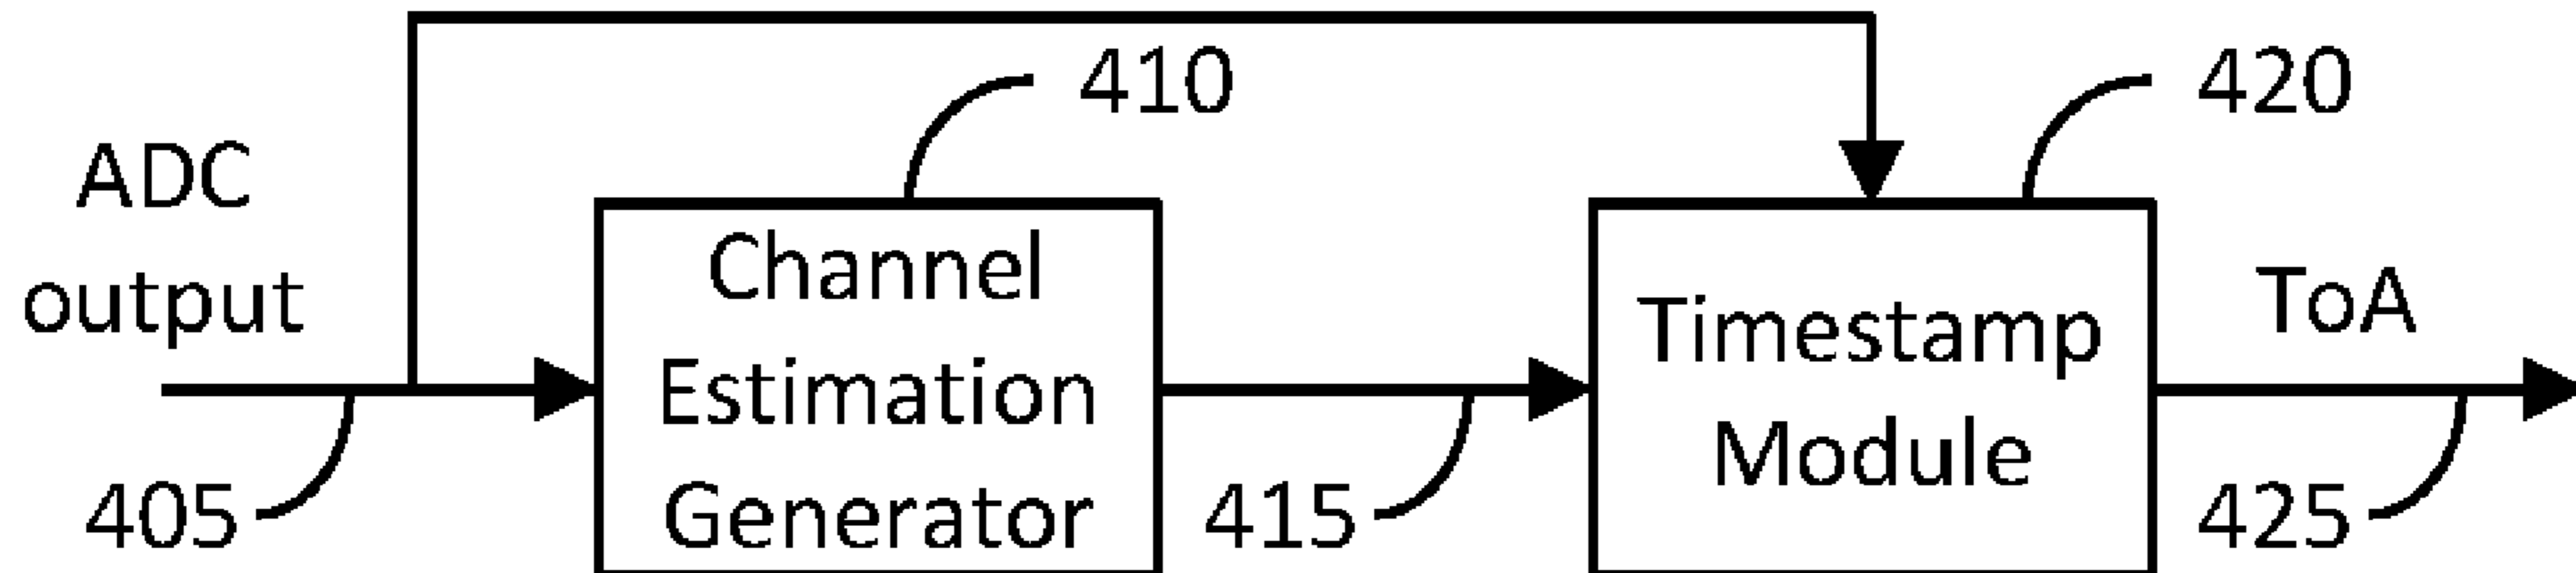 ADC
output
405
410
Channel
Estimation
Generator
415
420
Timestamp
Module
ToA
425